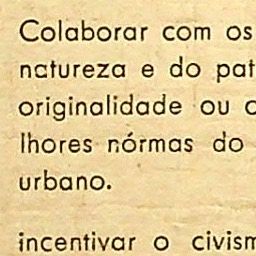 Colaborar com os
natureza e do pat
originalidade ou o
lhores nórmas do
urbano.
incentivar o civism